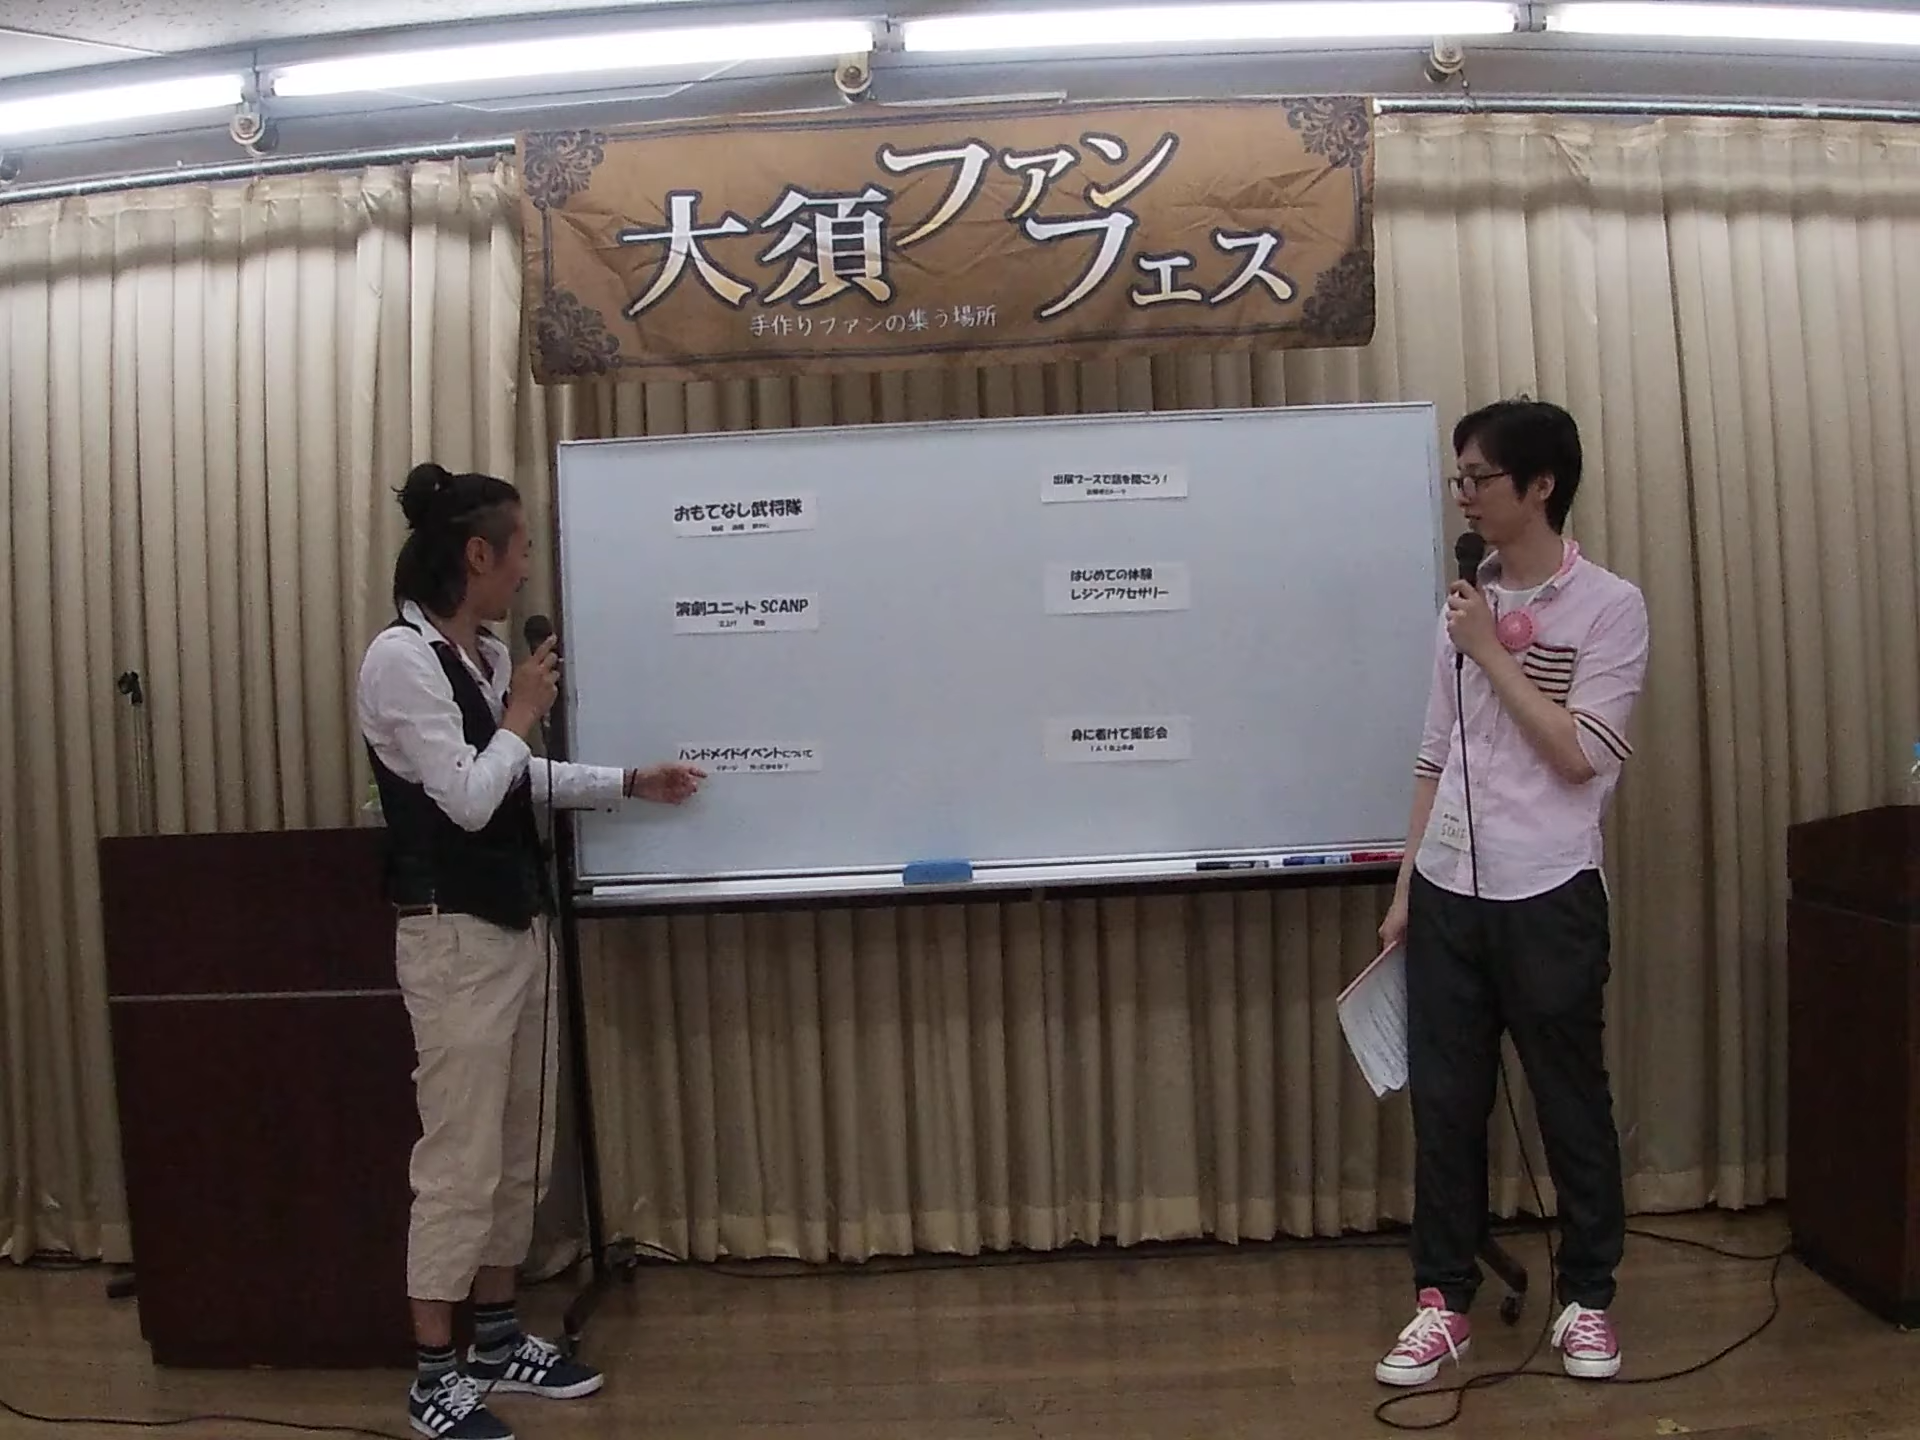 大須ファンフェス
手作りファンの集う場所
おもてなし武将隊
演劇ユニット SCANP
ハンドメイドイベントについて
出展ブースで話を聞こう！
はじめての体験
レジンアクセサリー
身に着けて撮影会